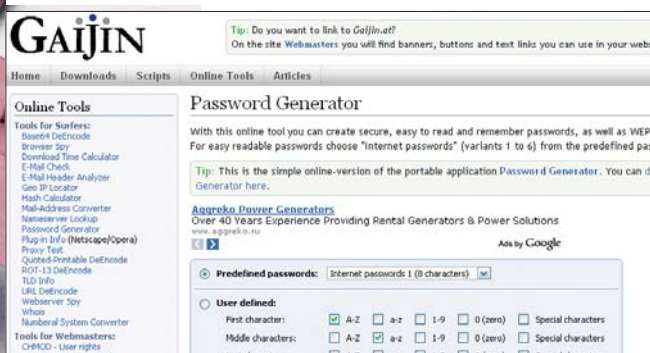 GAIJIN
Tip: Do you want to link to Gaijin.at?
On the site Webmasters you will find banners, buttons and text links you can use in your
Home Downloads Scripts Online Tools Articles
Online Tools
Tools for Surfers:
Base64 DeEncode
Browser Spy
Download Time Calculator
E-Mail Check
E-Mail Header Analyzer
Geo IP Locator
Hash Calculator
Mail-Address Converter
Nameserver Lookup
Password Generator
Plug-in Info (Netscape/Opera)
Proxy Test
Quoted-Printable DeEncode
ROT-13 DeEncode
TLD Info
URL DeEncode
Webserver Spy
Whois
Numberal System Converter
Tools for Webmasters:
CHMOD - User rights
Password Generator
With this online tool you can create secure, easy to read and remember passwords, as well as WEP
For easy readable passwords choose "Internet passwords" (variants 1 to 6) from the predefined
Tip: This is the simple online-version of the portable application Password Generator. You can
Generator here.
Aggreko Power Generators
Over 40 Years Experience Providing Rental Generators & Power Solutions
www.aggreko.ru
Ads by Google
Predefined passwords: Internet passwords 1 (8 characters)
User defined:
First character: A-Z a-z 1-9 0 (zero) Special characters
Middle characters: A-Z a-z 1-9 0 (zero) Special characters